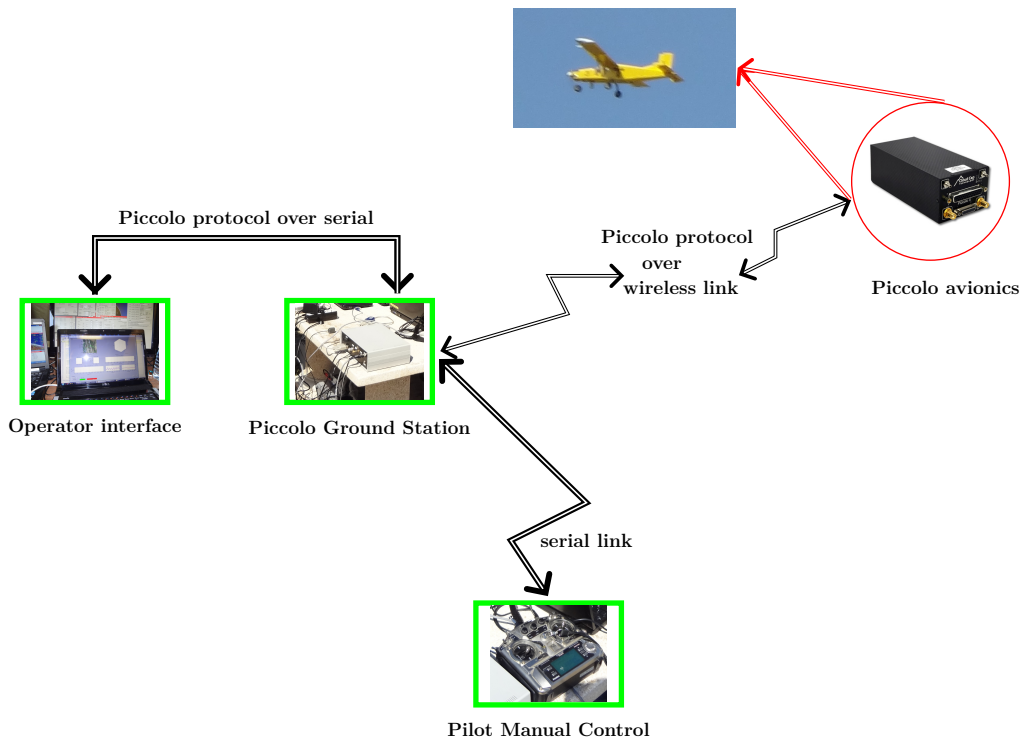 Piccolo protocol over serial
Piccolo protocol
over
wireless link
Piccolo avionics
Operator interface
Piccolo Ground Station
serial link
Pilot Manual Control